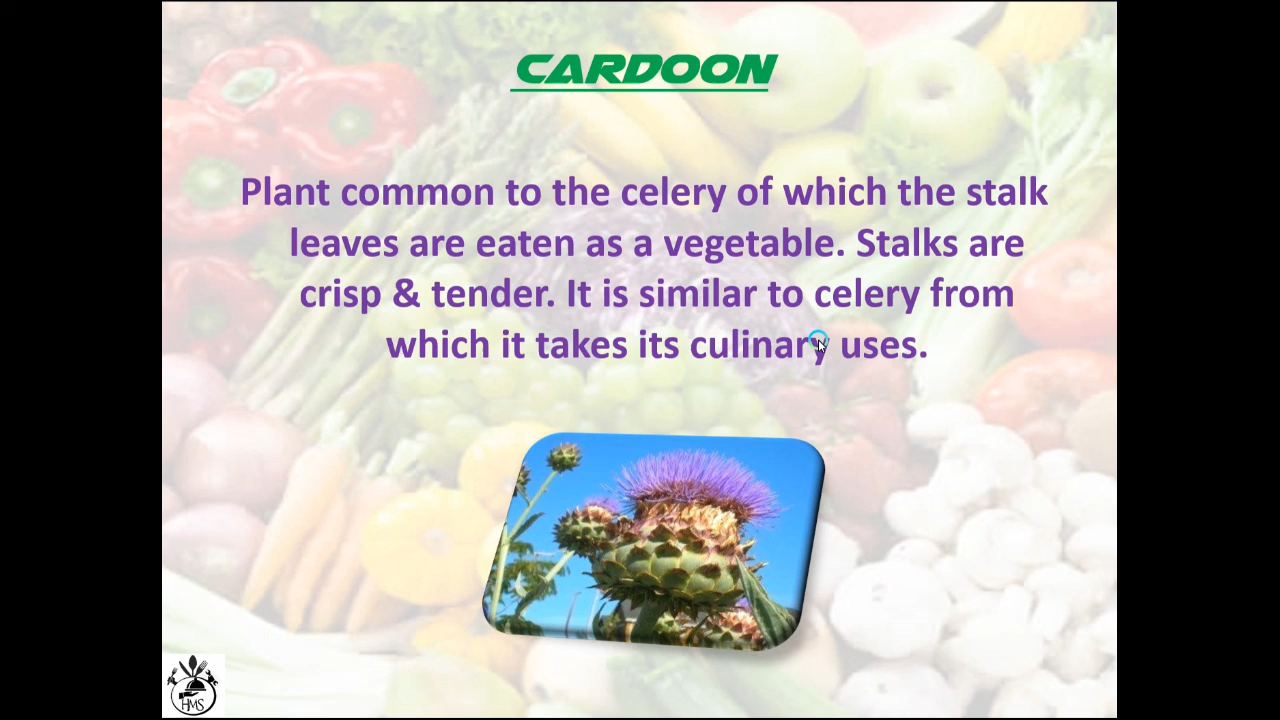 CARDOON
Plant common to the celery of which the stalk
leaves are eaten as a vegetable. Stalks are
crisp & tender. It is similar to celery from
which it takes its culinary uses.
HMS